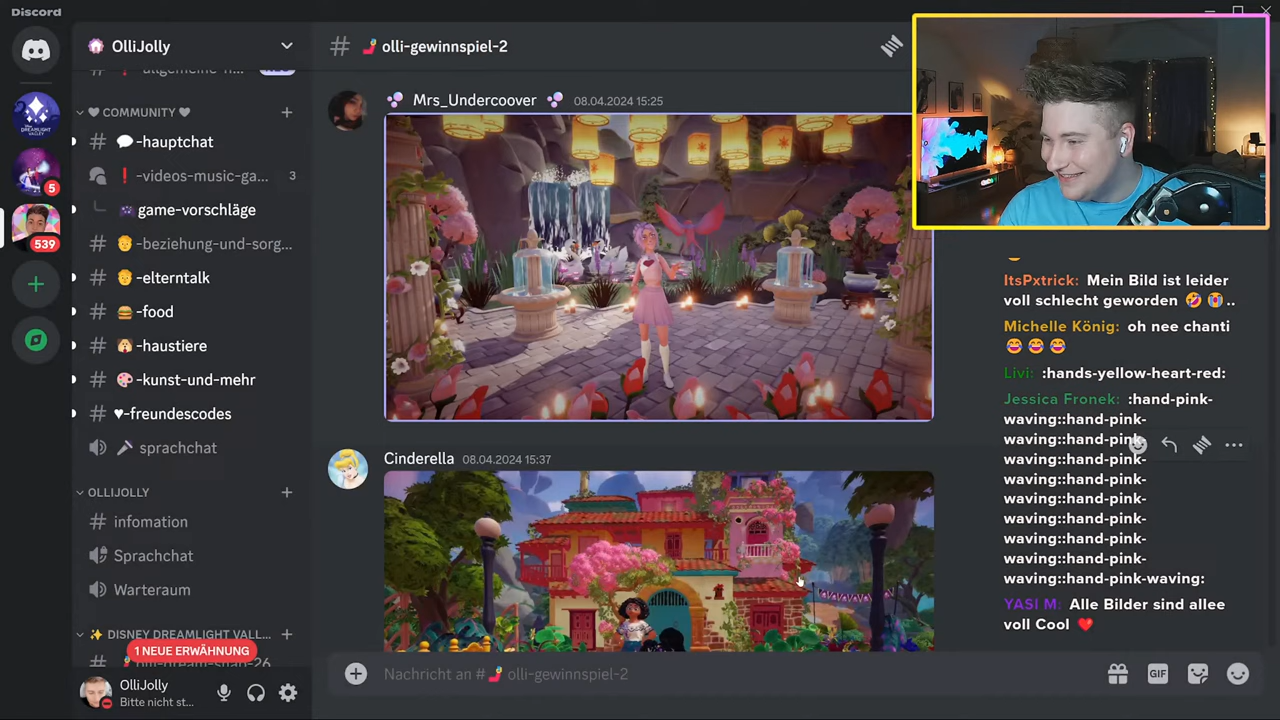 Discord
OlliJolly
olli-gewinnspiel-2
COMMUNITY
-hauptchat
-videos-music-ga...
3
game-vorschläge
-beziehung-und-sorg...
-elterntalk
-food
-haustiere
-kunst-und-mehr
-freundescodes
sprachchat
OLLIJOLLY
infomation
Sprachchat
Warteraum
DISNEY DREAMLIGHT VALL...
1 NEUE ERWÄHNUNG
OlliJolly
Bitte nicht st...
5
539
Mrs_Undercoover 08.04.2024 15:25
Cinderella 08.04.2024 15:37
Nachricht an # olli-gewinnspiel-2
GIF
ItsPxtrick: Mein Bild ist leider
voll schlecht geworden 🤣 😭 ..
Michelle König: oh nee chanti
😂 😂 😂
Livi: :hands-yellow-heart-red:
Jessica Fronek: :hand-pink-
waving::hand-pink-
waving::hand-pink-
waving::hand-pink-
waving::hand-pink-
waving::hand-pink-
waving::hand-pink-
waving::hand-pink-
waving::hand-pink-
waving::hand-pink-waving:
YASI M: Alle Bilder sind allee
voll Cool ❤️